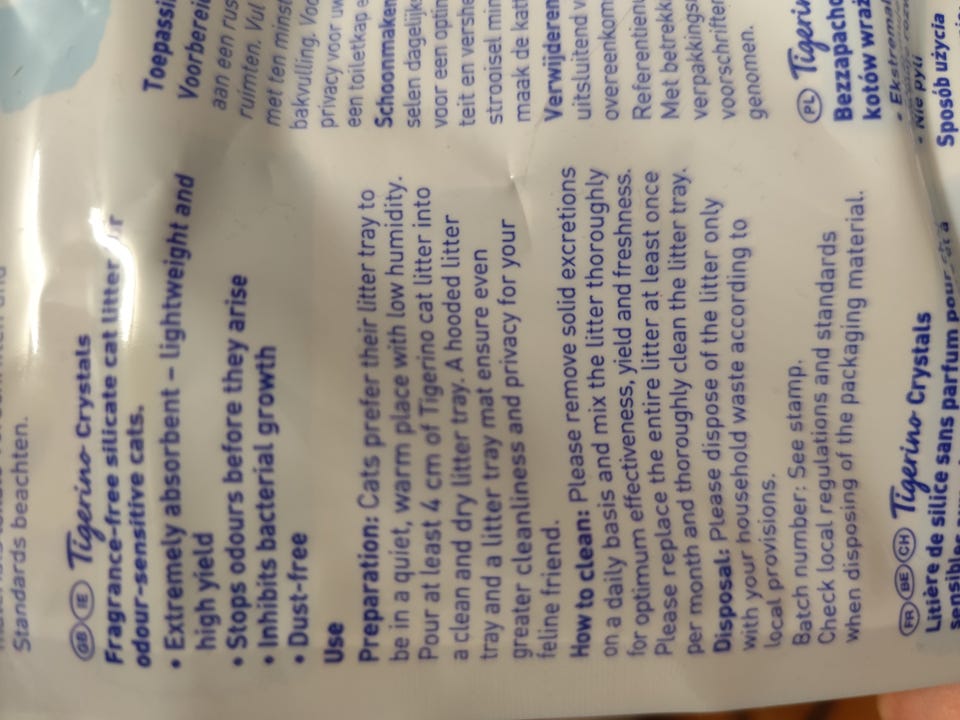 Standards beachten.
GB IE Tigerino Crystals
Fragrance-free silicate cat litter
odour-sensitive cats.
• Extremely absorbent – lightweight and
high yield
• Stops odours before they arise
• Inhibits bacterial growth
• Dust-free
Use
Preparation: Cats prefer their litter tray to
be in a quiet, warm place with low humidity.
Pour at least 4 cm of Tigerino cat litter into
a clean and dry litter tray. A hooded litter
tray and a litter tray mat ensure even
greater cleanliness and privacy for your
feline friend.
How to clean: Please remove solid excretions
on a daily basis and mix the litter thoroughly
for optimum effectiveness, yield and freshness.
Please replace the entire litter at least once
per month and thoroughly clean the litter tray.
Disposal: Please dispose of the litter only
with your household waste according to
local provisions.
Batch number: See stamp.
Check local regulations and standards
when disposing of the packaging material.
FR BE CH Tigerino Crystals
Litière de silice sans parfum pour
Toepassi
Voorberei
aan een rus
ruimten. Vul
met ten minst
bakvulling. Voo
privacy voor uw
een toiletkap e
Schoonmaken
selen dagelijks
voor een optin
teit en vershe
strooisel min
maak de katt
Verwijderen
uitsluitend v
overeenkom
Referentienu
Met betrekki
verpakkings
voorschriften
genomen.
PL Tigerin
Bezzapacho
kotów wraż
• Ekstremal
• Nie pyli
Sposób użycia